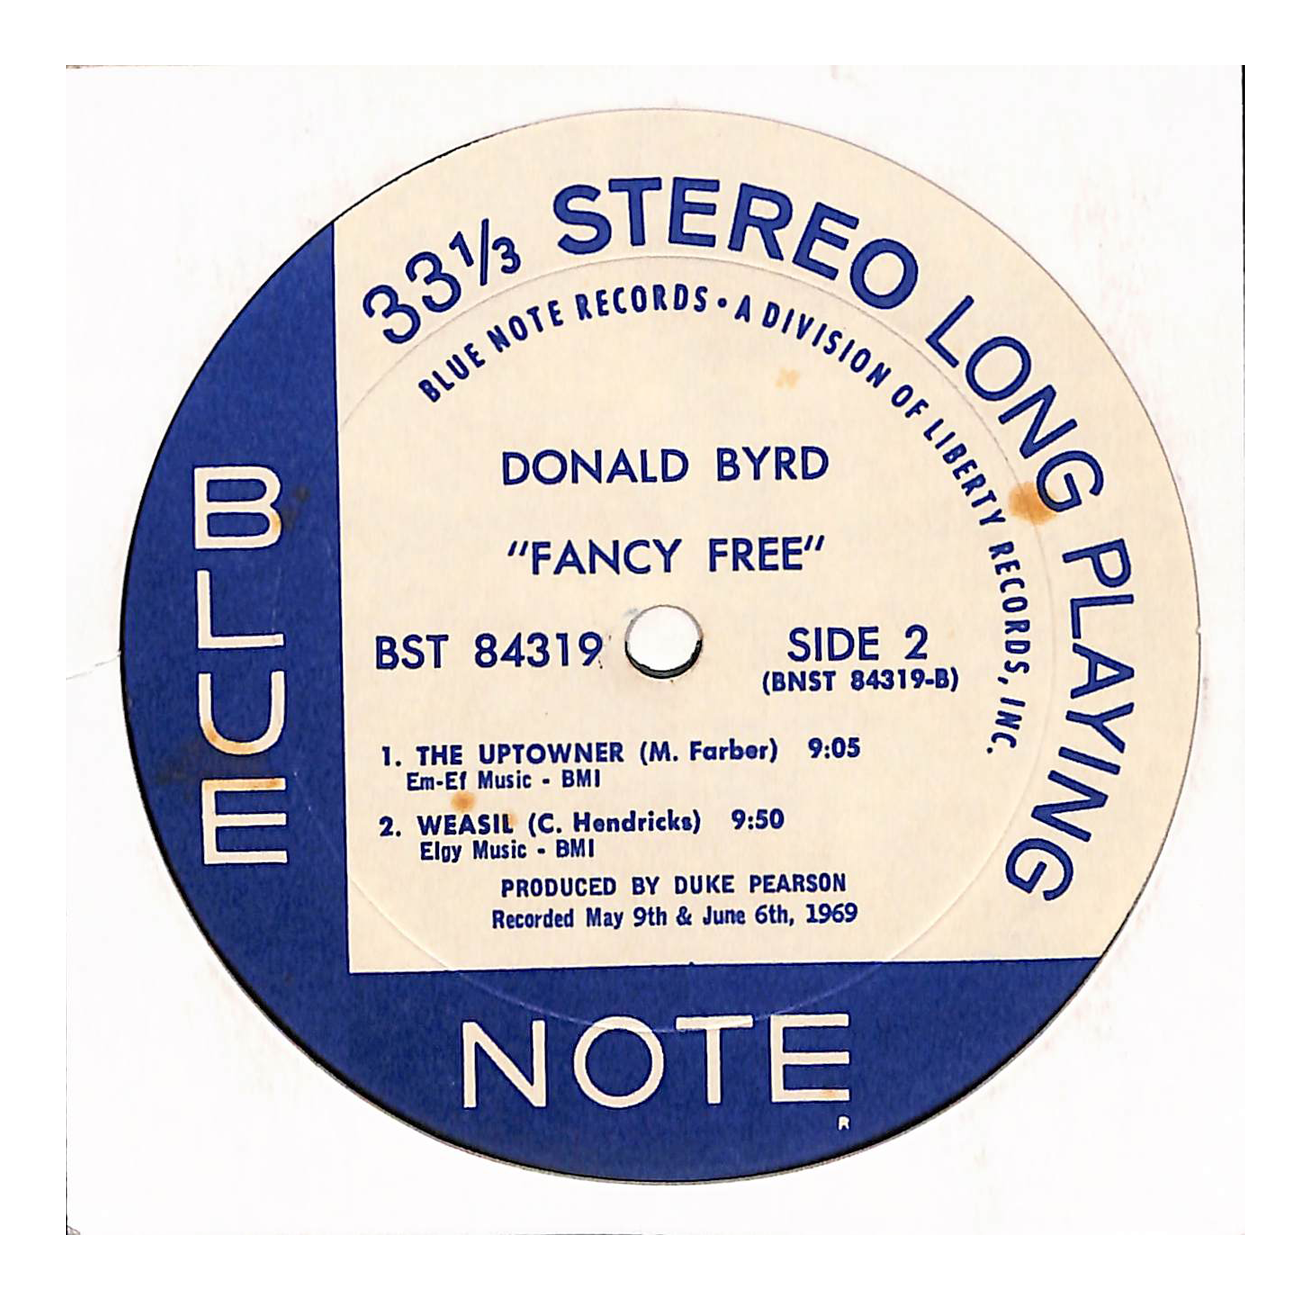 33⅓ STEREO LONG PLAYING
BLUE NOTE RECORDS • A DIVISION OF LIBERTY RECORDS, INC.
DONALD BYRD
"FANCY FREE"
BST 84319
SIDE 2
(BNST 84319-B)
1. THE UPTOWNER (M. Farber) 9:05
Em-Ef Music - BMI
2. WEASIL (C. Hendricks) 9:50
Elgy Music - BMI
PRODUCED BY DUKE PEARSON
Recorded May 9th & June 6th, 1969
BLUE
NOTE
R